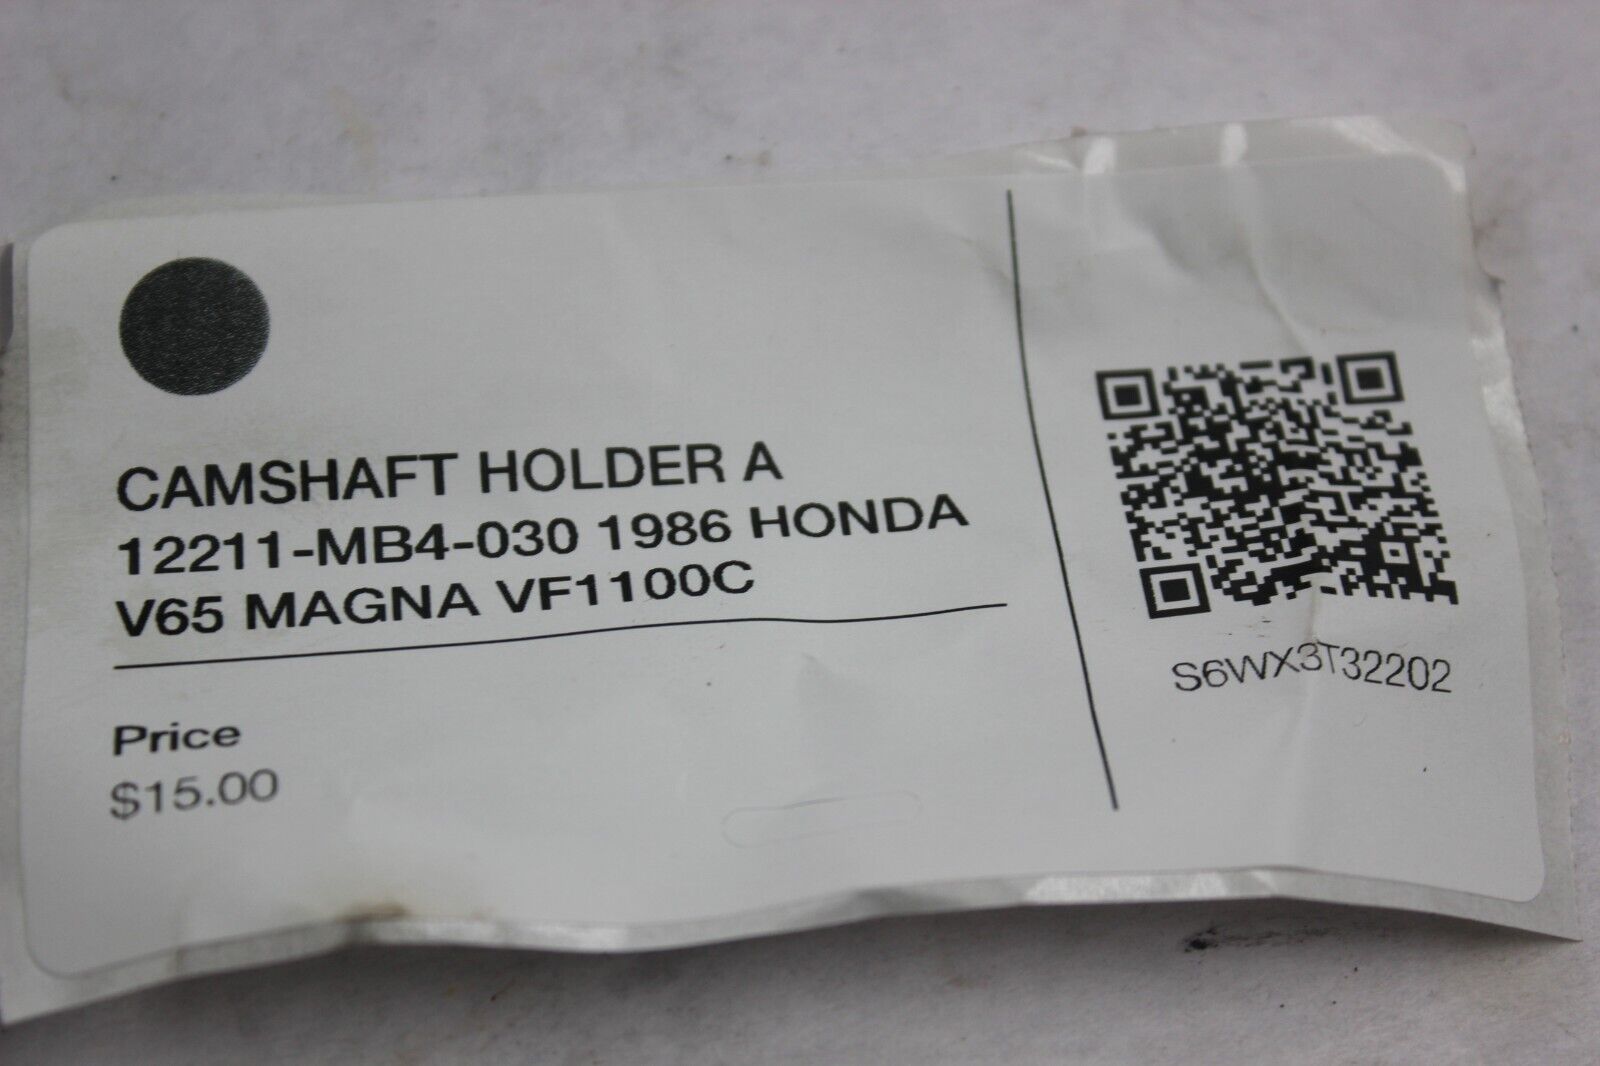 CAMSHAFT HOLDER A
12211-MB4-030 1986 HONDA
V65 MAGNA VF1100C
Price
$15.00
S6WX3T32202